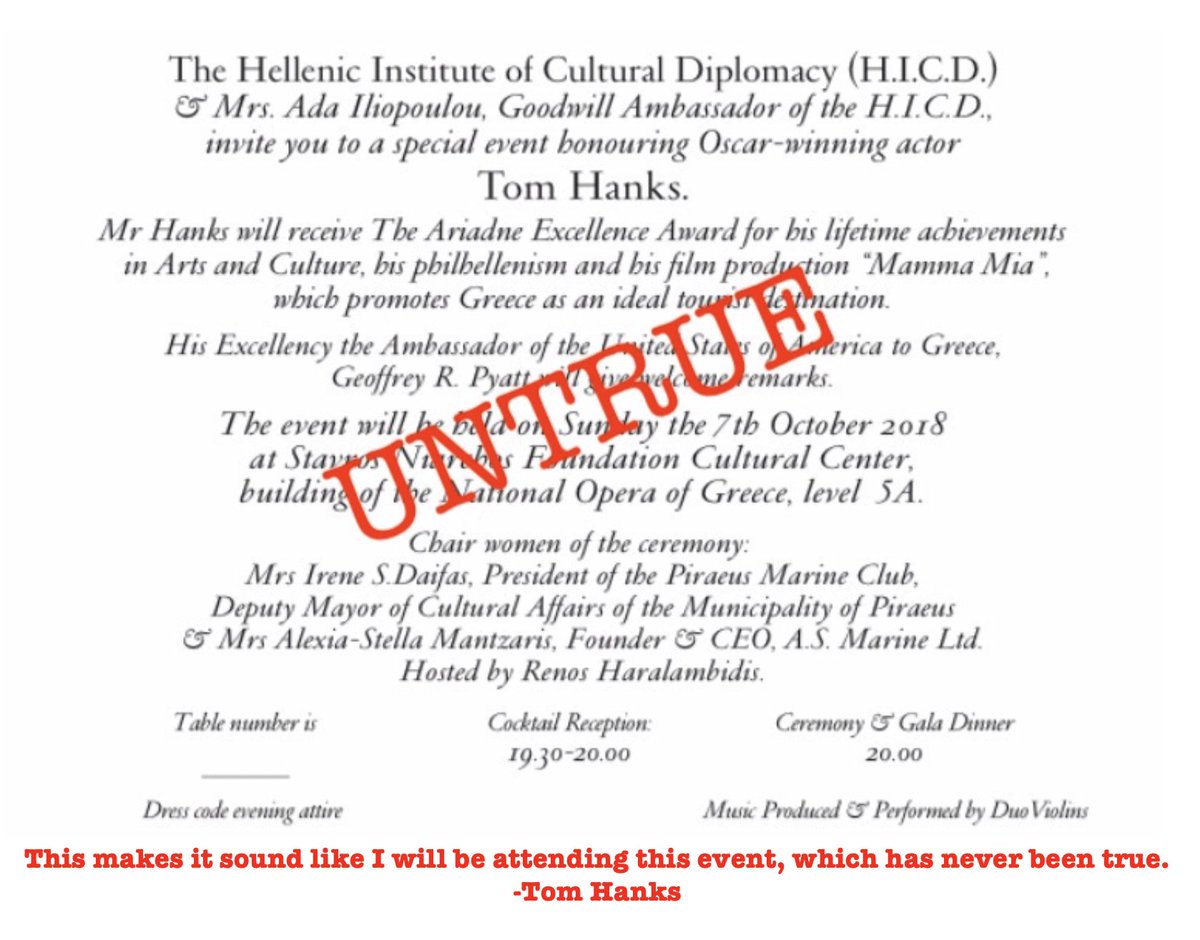 The Hellenic Institute of Cultural Diplomacy (H.I.C.D.)
& Mrs. Ada Iliopoulou, Goodwill Ambassador of the H.I.C.D.,
invite you to a special event honouring Oscar-winning actor
Tom Hanks.
Mr Hanks will receive The Ariadne Excellence Award for his lifetime achievements
in Arts and Culture, his philhellenism and his film production “Mamma Mia”,
which promotes Greece as an ideal tourist destination.
His Excellency the Ambassador of the United States of America to Greece,
Geoffrey R. Pyatt will give welcome remarks.
The event will be held on Sunday the 7th October 2018
at Stavros Niarchos Foundation Cultural Center,
building of the National Opera of Greece, level 5A.
UNTRUE
Chair women of the ceremony:
Mrs Irene S.Daifas, President of the Piraeus Marine Club,
Deputy Mayor of Cultural Affairs of the Municipality of Piraeus
& Mrs Alexia-Stella Mantzaris, Founder & CEO, A.S. Marine Ltd.
Hosted by Renos Haralambidis.
Table number is
Cocktail Reception:
19.30-20.00
Ceremony & Gala Dinner
20.00
Dress code evening attire
Music Produced & Performed by Duo Violins
This makes it sound like I will be attending this event, which has never been true.
-Tom Hanks